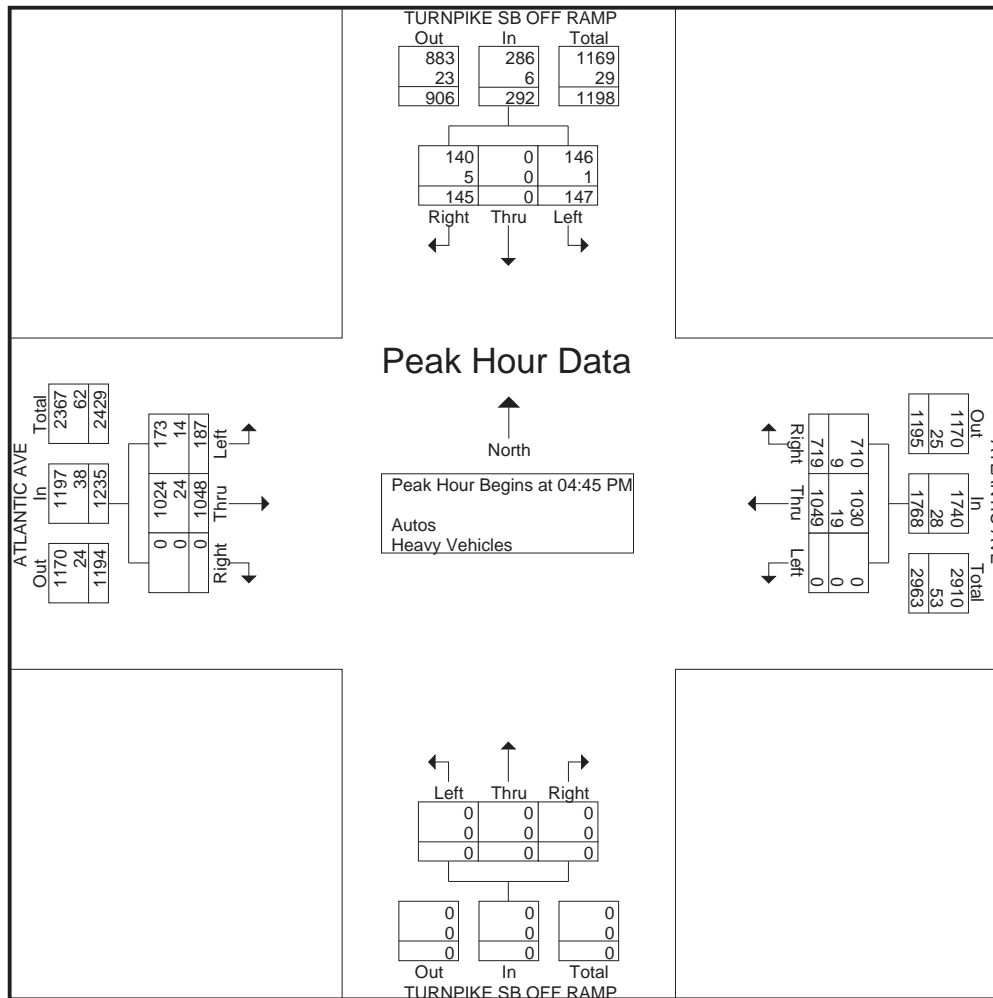 TURNPIKE SB OFF RAMP
Out In Total
883 286 1169
23 6 29
906 292 1198
140 0 146
5 0 1
145 0 147
Right Thru Left
Peak Hour Data
North
Peak Hour Begins at 04:45 PM
Autos
Heavy Vehicles
ATLANTIC AVE
Out In Total
1170 1197 2367
24 38 62
1194 1235 2429
0 1024 173
0 24 14
0 1048 187
Right Thru Left
Out In Total
1170 1740 2910
25 28 53
1195 1768 2963
710 1030 0
9 19 0
719 1049 0
Right Thru Left
Left Thru Right
0 0 0
0 0 0
0 0 0
0 0 0
0 0 0
0 0 0
Out In Total
TURNPIKE SB OFF RAMP